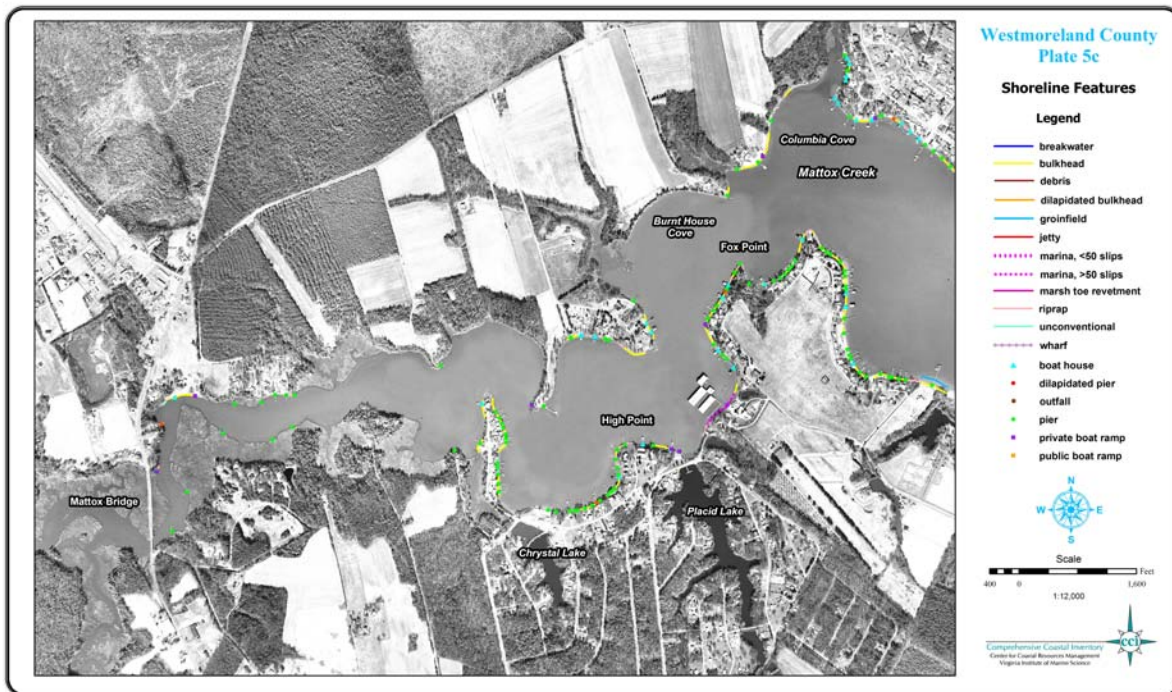 Westmoreland County
Plate 5c
Shoreline Features
Legend
breakwater
bulkhead
debris
dilapidated bulkhead
groinfield
jetty
marina, <50 slips
marina, >50 slips
marsh toe revetment
riprap
unconventional
wharf
boat house
dilapidated pier
outfall
pier
private boat ramp
public boat ramp
N
W E
S
Scale
Feet
400 0 1,600
1:12,000
cci
Comprehensive Coastal Inventory
Center for Coastal Resources Management
Virginia Institute of Marine Science
Columbia Cove
Mattox Creek
Burnt House
Cove
Fox Point
High Point
Mattox Bridge
Placid Lake
Chrystal Lake